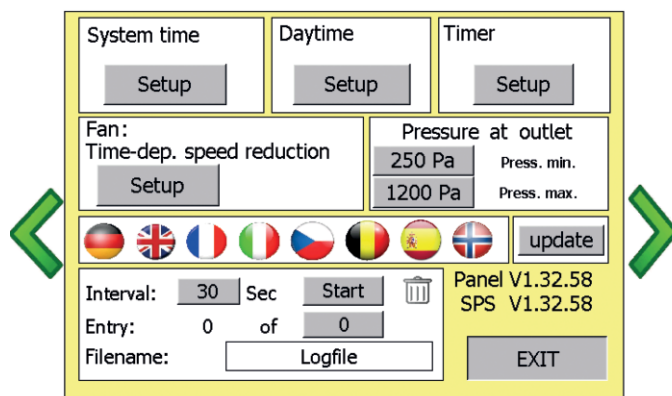 System time
Setup
Daytime
Setup
Timer
Setup
Fan:
Time-dep. speed reduction
Setup
Pressure at outlet
250 Pa Press. min.
1200 Pa Press. max.
update
Interval: 30 Sec Start
Entry: 0 of 0
Filename: Logfile
Panel V1.32.58
SPS V1.32.58
EXIT